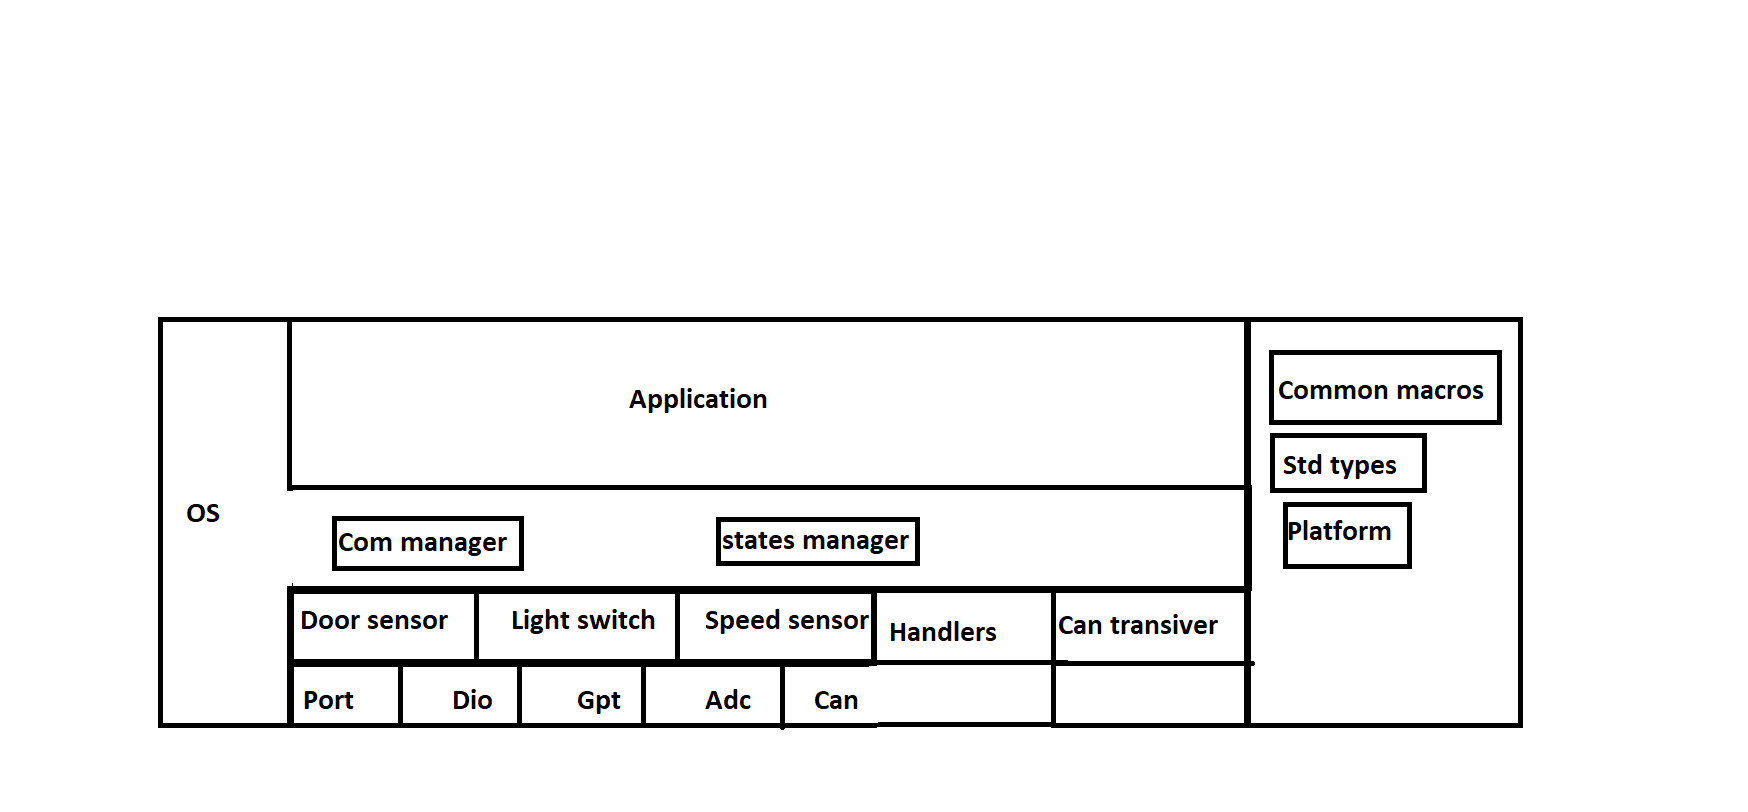 Application
Common macros
Std types
OS
Com manager
states manager
Platform
Door sensor
Light switch
Speed sensor
Handlers
Can transiver
Port
Dio
Gpt
Adc
Can